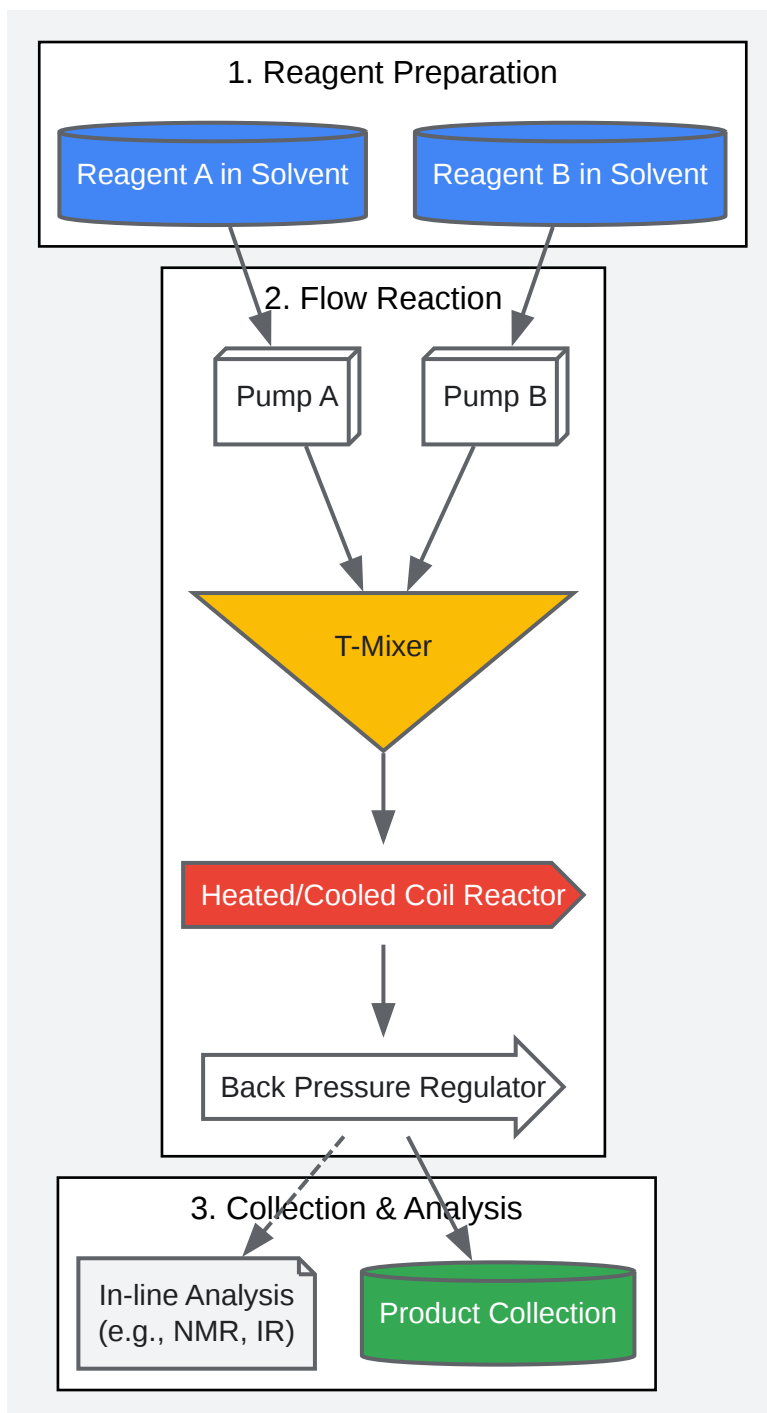 1. Reagent Preparation
Reagent A in Solvent
Reagent B in Solvent
2. Flow Reaction
Pump A
Pump B
T-Mixer
Heated/Cooled Coil Reactor
Back Pressure Regulator
3. Collection & Analysis
In-line Analysis
(e.g., NMR, IR)
Product Collection